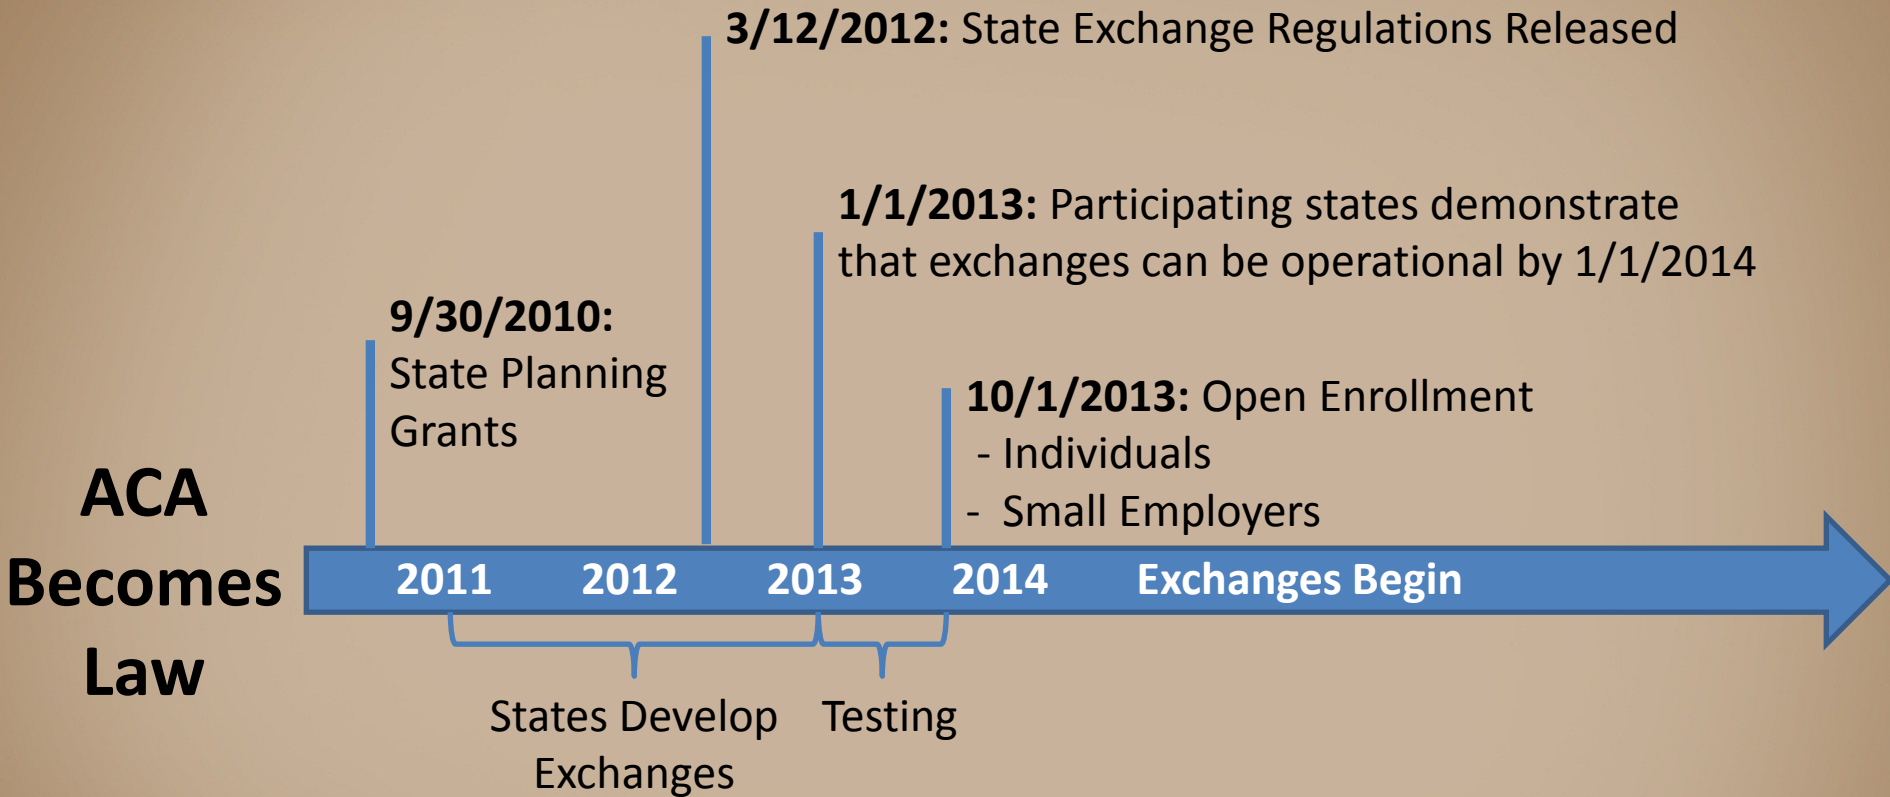 3/12/2012: State Exchange Regulations Released
1/1/2013: Participating states demonstrate
that exchanges can be operational by 1/1/2014
9/30/2010:
State Planning
Grants
10/1/2013: Open Enrollment
- Individuals
- Small Employers
ACA
Becomes
Law
2011 2012 2013 2014 Exchanges Begin
States Develop
Exchanges
Testing